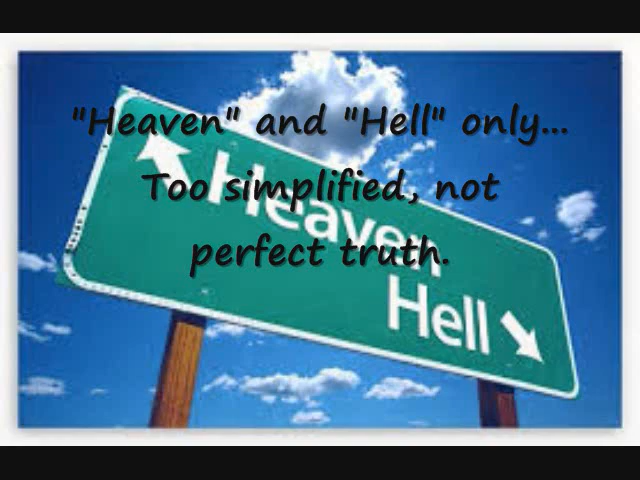 "Heaven" and "Hell" only...
Too simplified, not
perfect truth.
Heaven
Hell